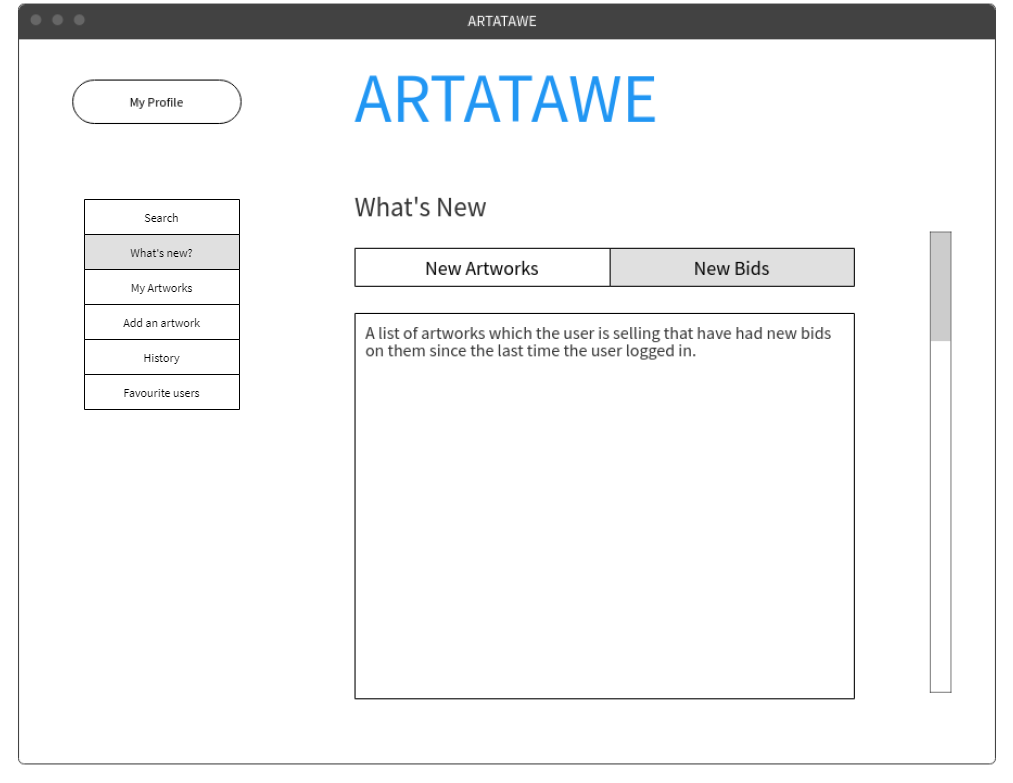 ARTATAWE
My Profile
ARTATAWE
Search
What's new?
My Artworks
Add an artwork
History
Favourite users
What's New
New Artworks
New Bids
A list of artworks which the user is selling that have had new bids
on them since the last time the user logged in.